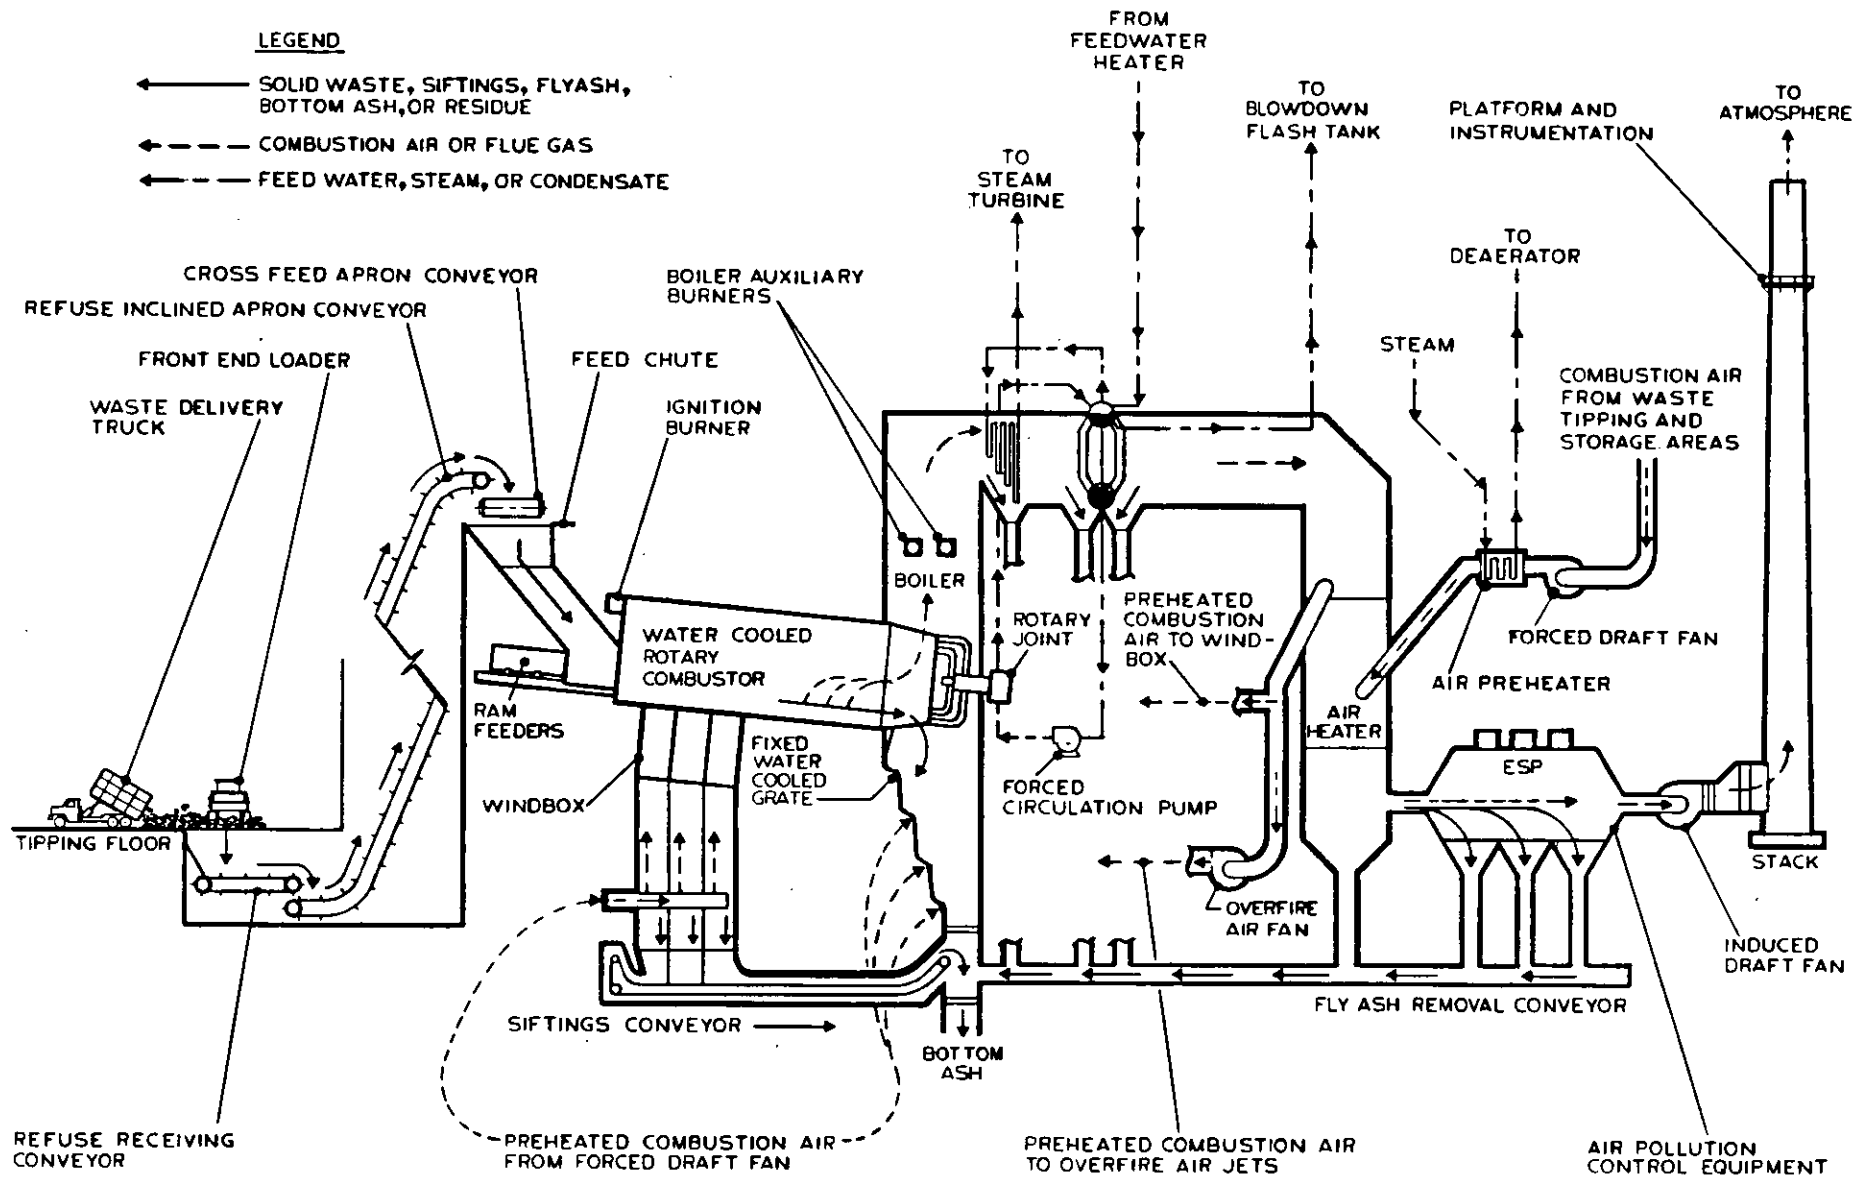 LEGEND
SOLID WASTE, SIFTINGS, FLYASH,
BOTTOM ASH, OR RESIDUE
COMBUSTION AIR OR FLUE GAS
FEED WATER, STEAM, OR CONDENSATE
FROM
FEEDWATER
HEATER
TO
BLOWDOWN
FLASH TANK
PLATFORM AND
INSTRUMENTATION
TO
ATMOSPHERE
TO
STEAM
TURBINE
TO
DEAERATOR
CROSS FEED APRON CONVEYOR
REFUSE INCLINED APRON CONVEYOR
FRONT END LOADER
WASTE DELIVERY
TRUCK
BOILER AUXILIARY
BURNERS
FEED CHUTE
IGNITION
BURNER
STEAM
COMBUSTION AIR
FROM WASTE
TIPPING AND
STORAGE AREAS
BOILER
WATER COOLED
ROTARY
COMBUSTOR
ROTARY
JOINT
PREHEATED
COMBUSTION
AIR TO WIND-
BOX
FORCED DRAFT FAN
AIR PREHEATER
RAM
FEEDERS
AIR
HEATER
FIXED
WATER
COOLED
GRATE
WINDBOX
FORCED
CIRCULATION PUMP
ESP
TIPPING FLOOR
STACK
OVERFIRE
AIR FAN
INDUCED
DRAFT FAN
FLY ASH REMOVAL CONVEYOR
SIFTINGS CONVEYOR
BOTTOM
ASH
REFUSE RECEIVING
CONVEYOR
PREHEATED COMBUSTION AIR
FROM FORCED DRAFT FAN
PREHEATED COMBUSTION AIR
TO OVERFIRE AIR JETS
AIR POLLUTION
CONTROL EQUIPMENT